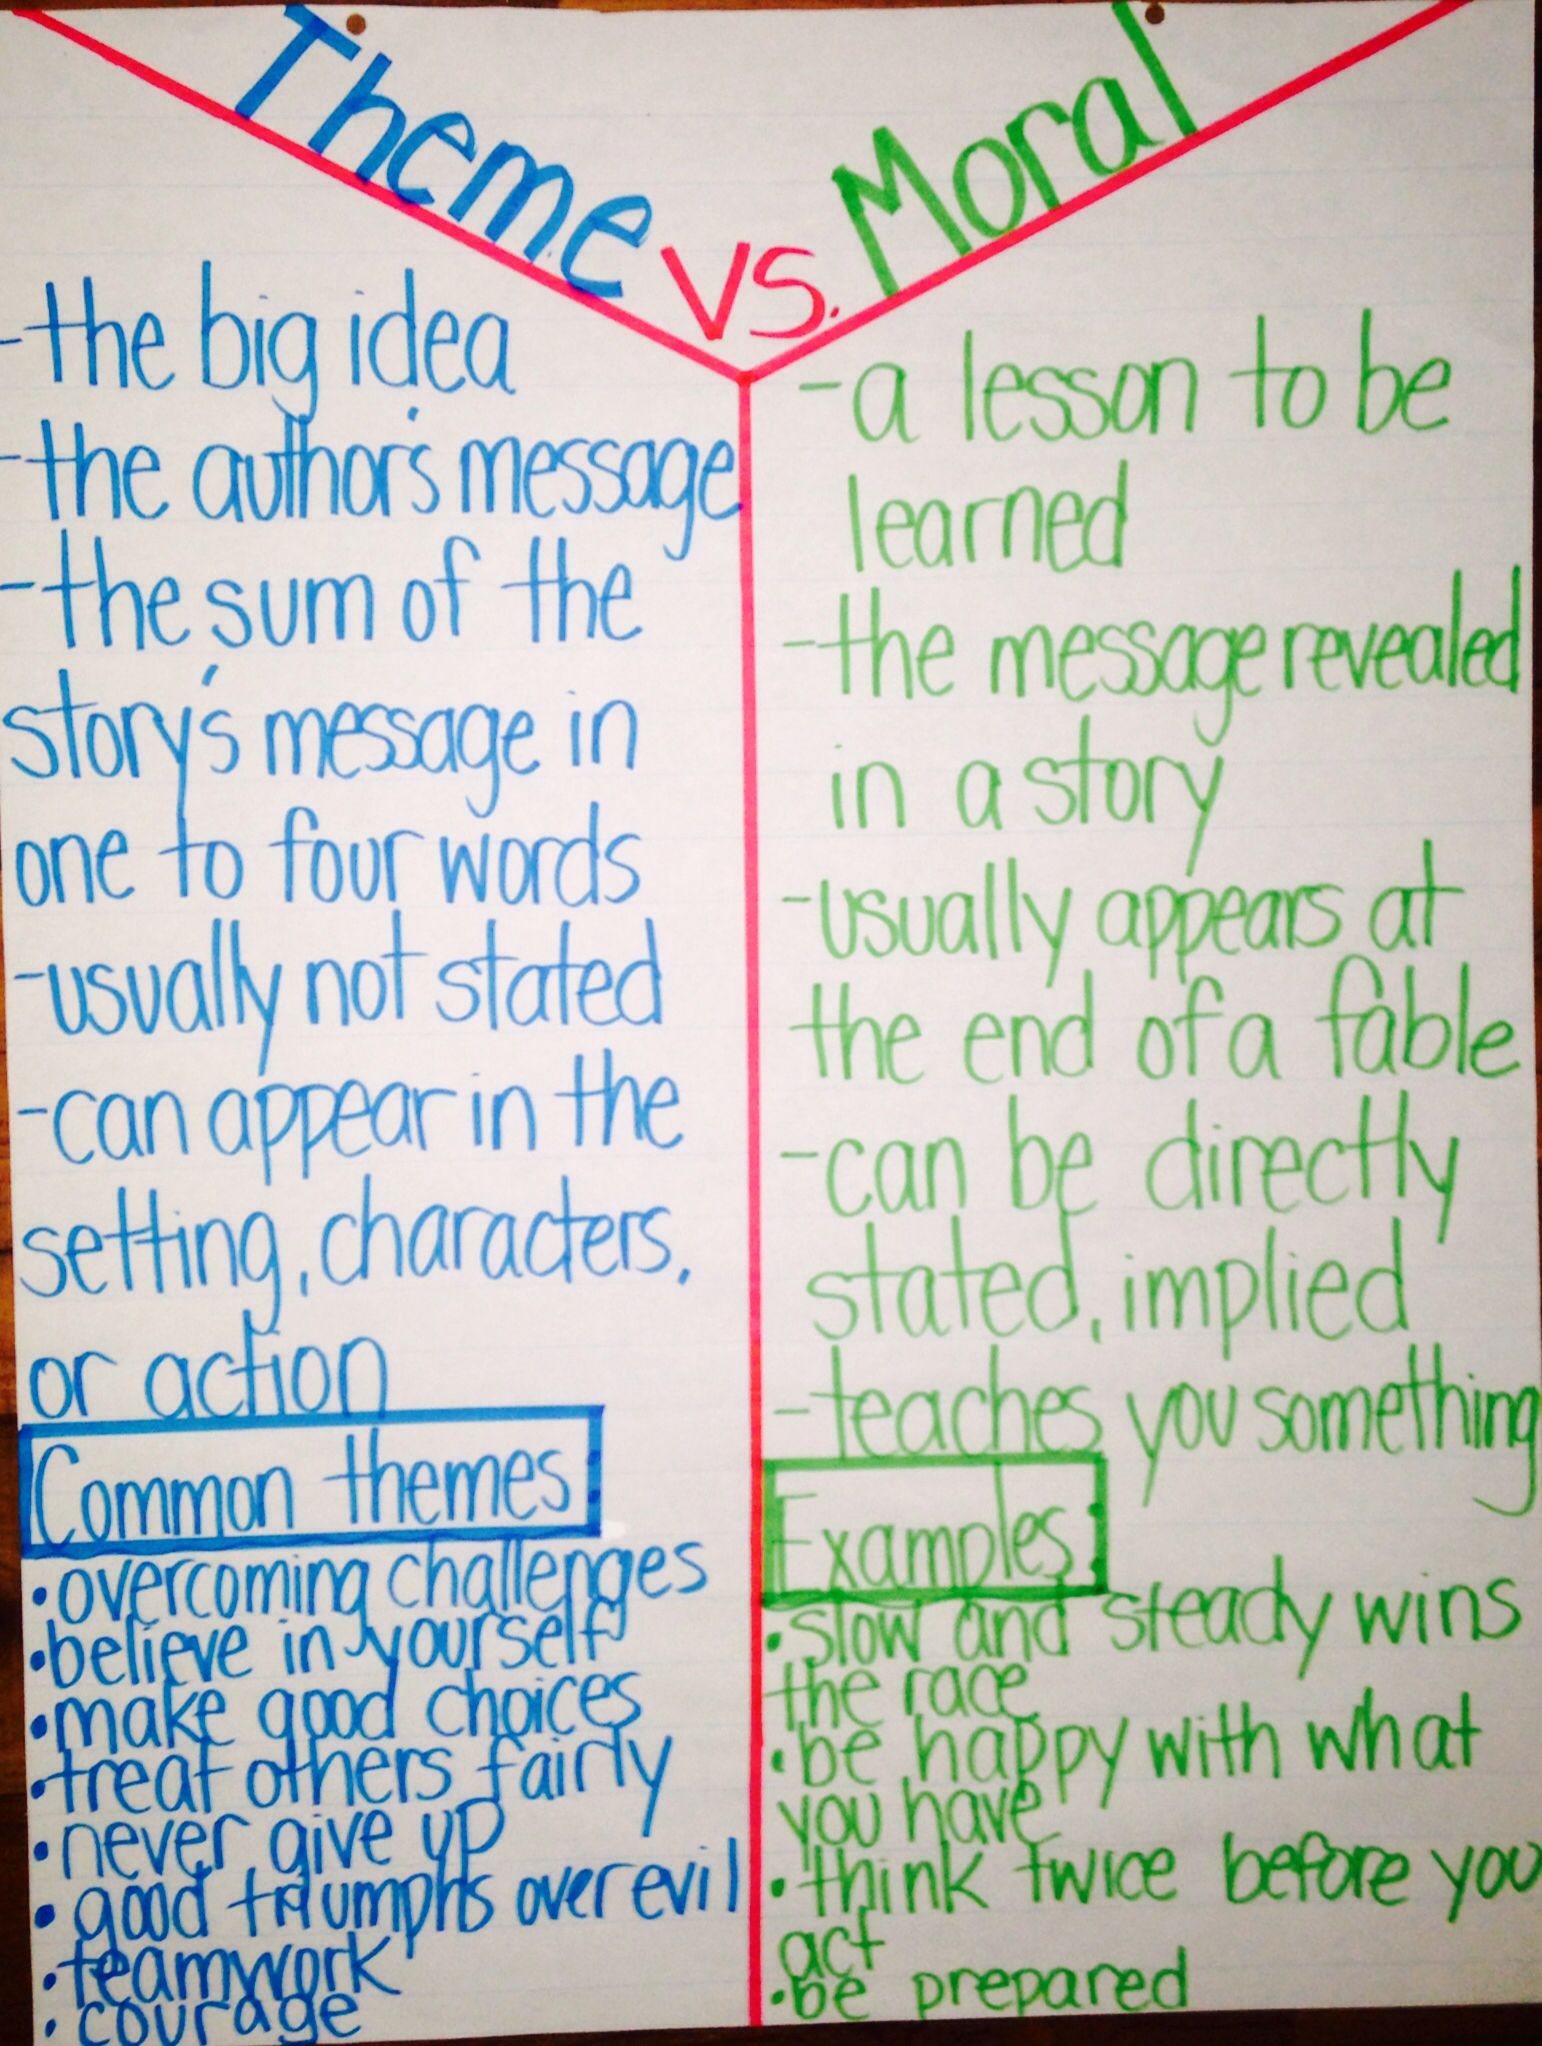 Theme vs. Moral
-the big idea
-the author's message
-the sum of the
story's message in
one to four words
-usually not stated
-can appear in the
setting, characters,
or action
Common themes:
•overcoming challenges
•believe in yourself
•make good choices
•treat others fairly
•never give up
•good triumphs over evil
•teamwork
•courage
-a lesson to be
learned
-the message revealed
in a story
-usually appears at
the end of a fable
-can be directly
stated, implied
-teaches you something
Examples:
•slow and steady wins
the race
•be happy with what
you have
•think twice before you
act
•be prepared